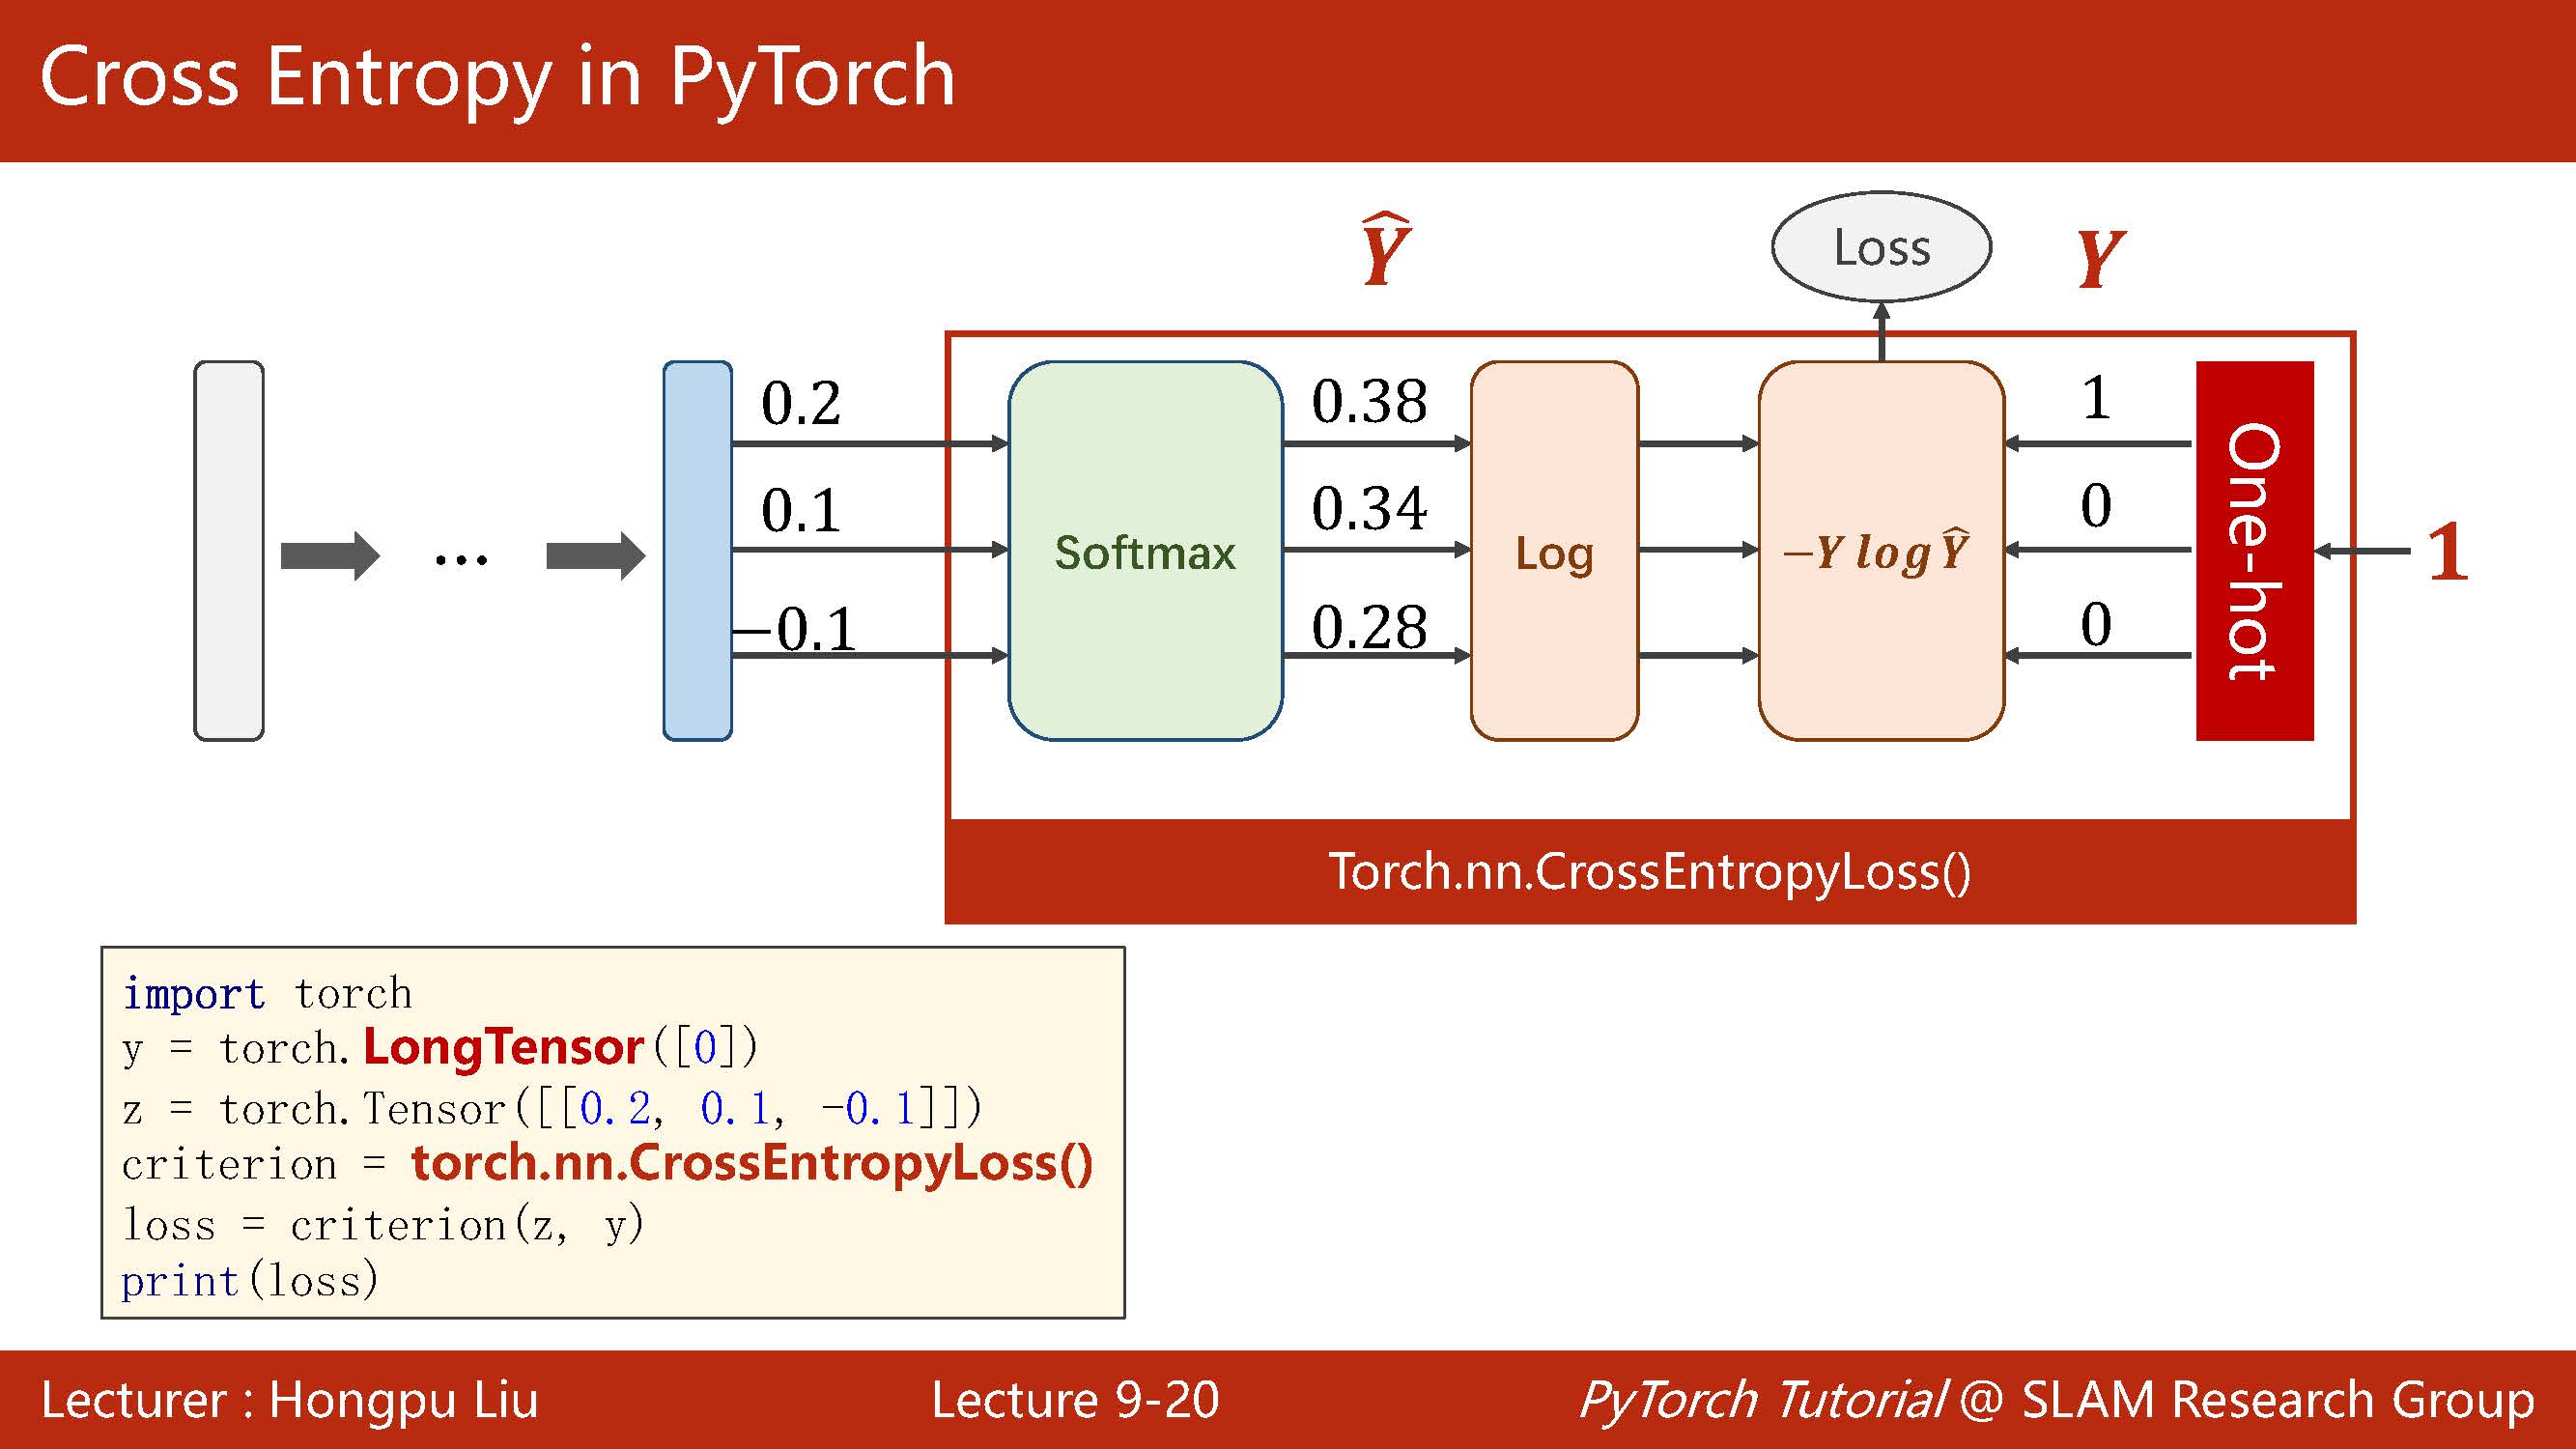 Cross Entropy in PyTorch
Ŷ
Loss
Y
0.2
0.38
1
0.1
0.34
0
−0.1
0.28
0
Softmax
Log
−Y log Ŷ
One-hot
1
...
Torch.nn.CrossEntropyLoss()
import torch
y = torch.LongTensor([0])
z = torch.Tensor([[0.2, 0.1, -0.1]])
criterion = torch.nn.CrossEntropyLoss()
loss = criterion(z, y)
print(loss)
Lecturer : Hongpu Liu
Lecture 9-20
PyTorch Tutorial @ SLAM Research Group